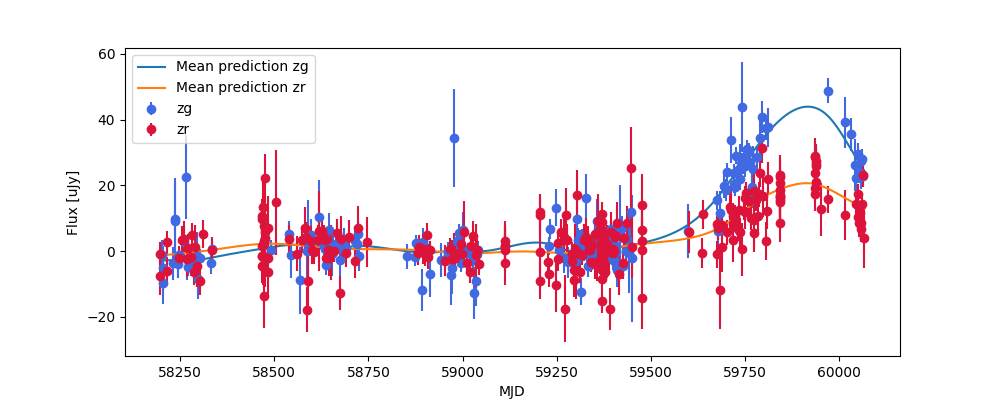 60
40
20
0
−20
Flux [uJy]
Mean prediction zg
Mean prediction zr
zg
zr
58250 58500 58750 59000 59250 59500 59750 60000
MJD